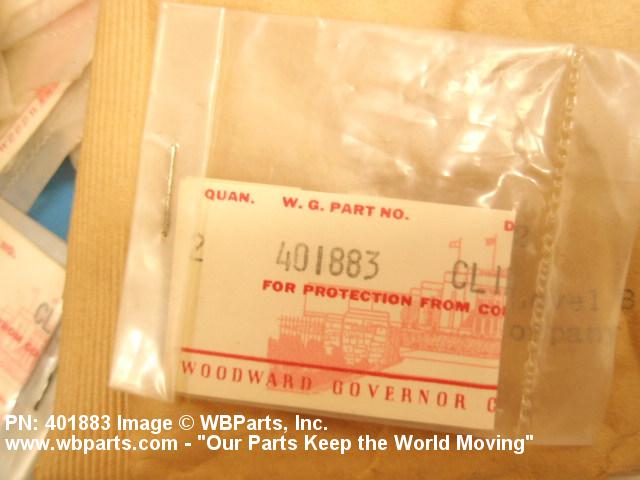 QUAN. W. G. PART NO. D
2 401883 CLI
FOR PROTECTION FROM CO
WOODWARD GOVERNOR C
PN: 401883 Image © WBParts, Inc.
www.wbparts.com - "Our Parts Keep the World Moving"